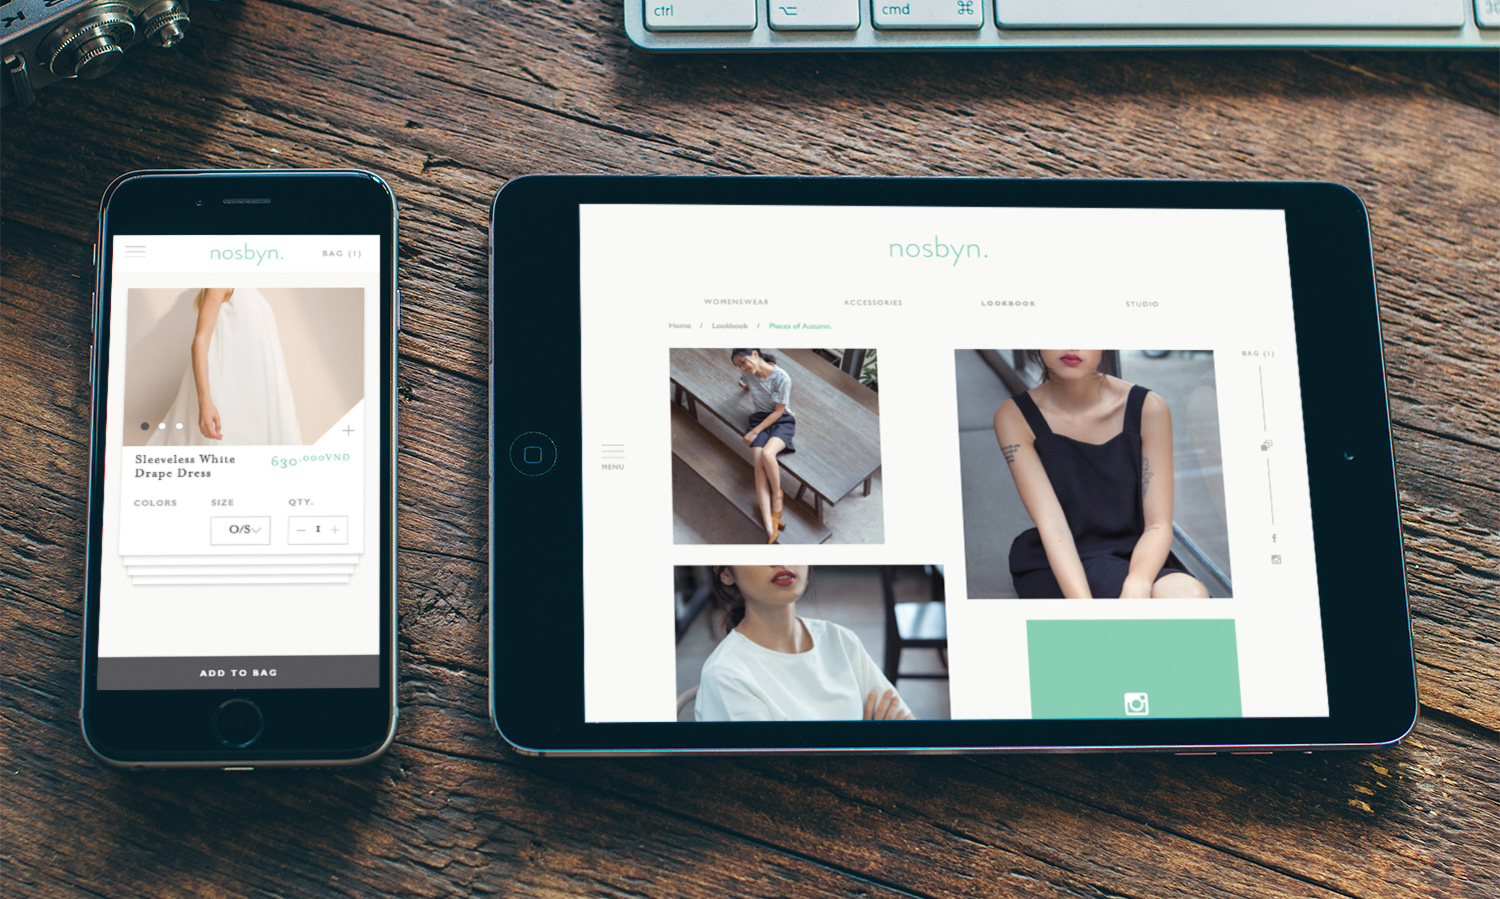 ctrl
cmd
nosbyn.
BAG (1)
Sleeveless White
Drape Dress
630.000VND
COLORS
SIZE
QTY.
O/S
1
ADD TO BAG
nosbyn.
WOMENSWEAR
ACCESSORIES
LOOKBOOK
STUDIO
Home / Lookbook / Pieces of Autumn.
BAG (1)
MENU